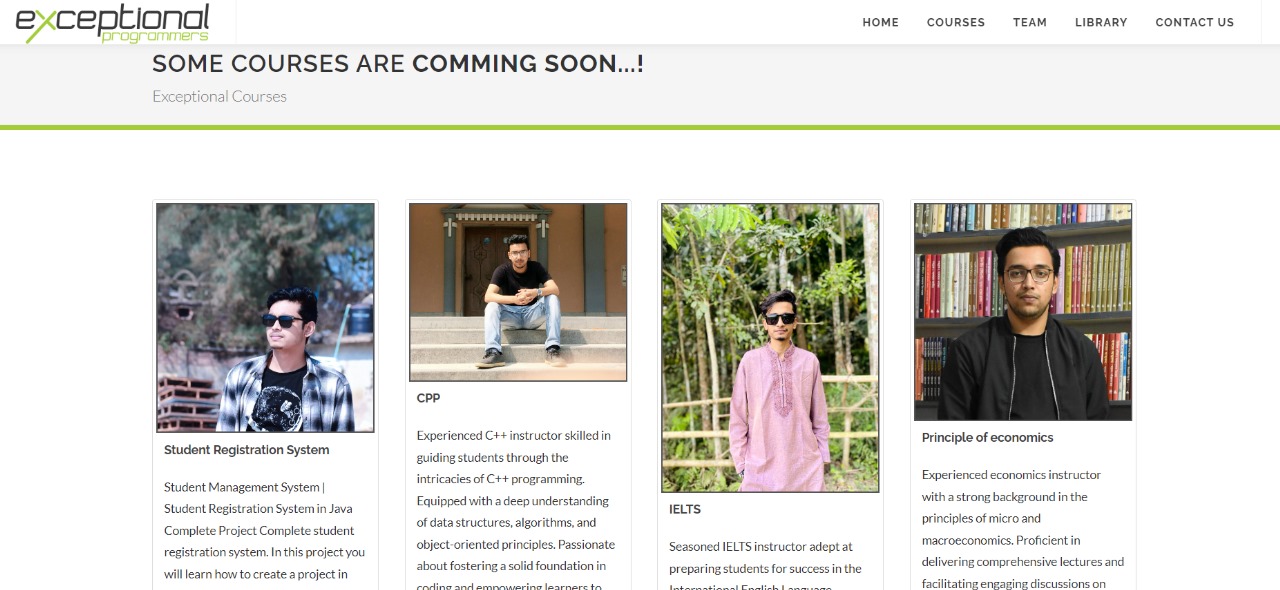 exceptional
programmers
HOME COURSES TEAM LIBRARY CONTACT US
SOME COURSES ARE COMMING SOON...!
Exceptional Courses
Student Registration System
Student Management System |
Student Registration System in Java
Complete Project Complete student
registration system. In this project you
will learn how to create a project in
CPP
Experienced C++ instructor skilled in
guiding students through the
intricacies of C++ programming.
Equipped with a deep understanding
of data structures, algorithms, and
object-oriented principles. Passionate
about fostering a solid foundation in
coding and empowering learners to
IELTS
Seasoned IELTS instructor adept at
preparing students for success in the
International English Language
Principle of economics
Experienced economics instructor
with a strong background in the
principles of micro and
macroeconomics. Proficient in
delivering comprehensive lectures and
facilitating engaging discussions on